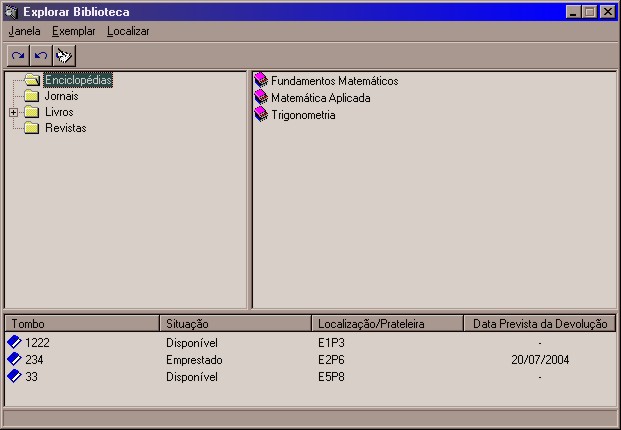 Explorar Biblioteca
Janela Exemplar Localizar
Enciclopédias
Jornais
Livros
Revistas
Fundamentos Matemáticos
Matemática Aplicada
Trigonometria
Tombo Situação Localização/Prateleira Data Prevista da Devolução
1222 Disponível E1P3 -
234 Emprestado E2P6 20/07/2004
33 Disponível E5P8 -